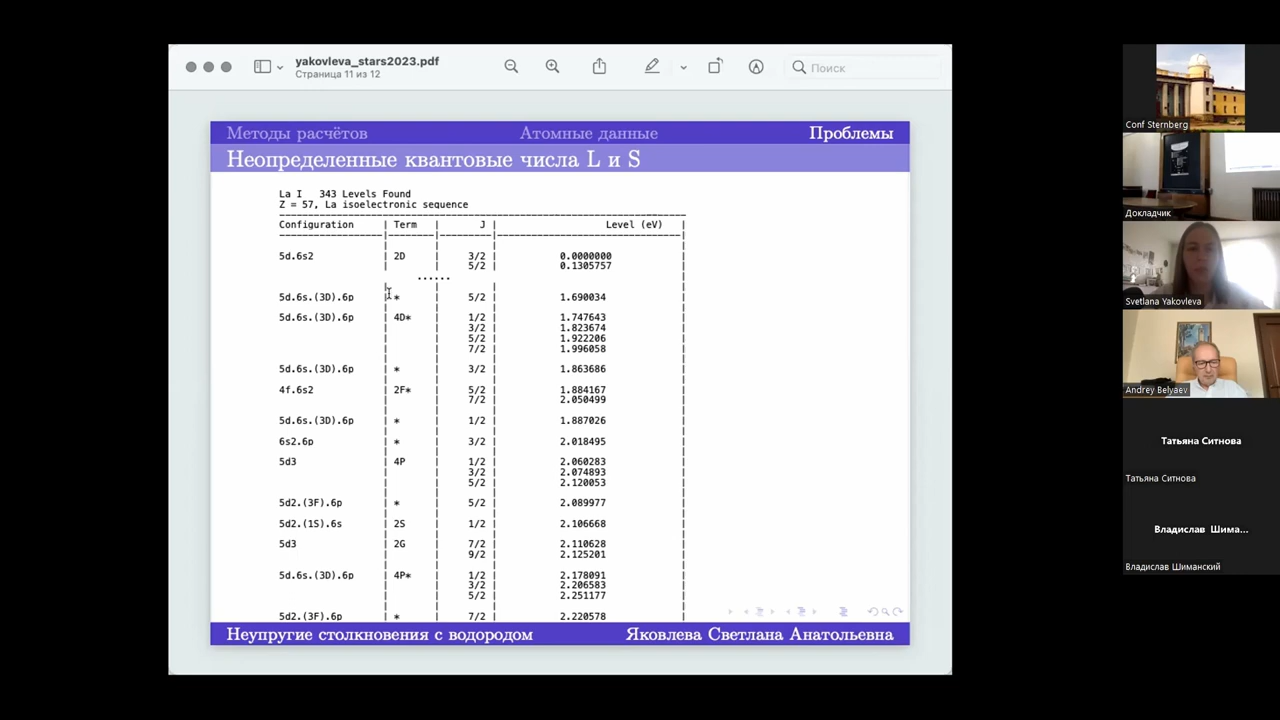 yakovleva_stars2023.pdf
Страница 11 из 12
Поиск
Методы расчётов Атомные данные Проблемы
Неопределенные квантовые числа L и S
La I 343 Levels Found
Z = 57, La isoelectronic sequence
Configuration | Term | J | Level (eV) |
5d.6s2 | 2D | 3/2 | 0.0000000 |
| | 5/2 | 0.1305757 |
......
5d.6s.(3D).6p | * | 5/2 | 1.690034 |
5d.6s.(3D).6p | 4D* | 1/2 | 1.747643 |
| | 3/2 | 1.823674 |
| | 5/2 | 1.922206 |
| | 7/2 | 1.996058 |
5d.6s.(3D).6p | * | 3/2 | 1.863686 |
4f.6s2 | 2F* | 5/2 | 1.884167 |
| | 7/2 | 2.050499 |
5d.6s.(3D).6p | * | 1/2 | 1.887026 |
6s2.6p | * | 3/2 | 2.018495 |
5d3 | 4P | 1/2 | 2.060283 |
| | 3/2 | 2.074893 |
| | 5/2 | 2.120053 |
5d2.(3F).6p | * | 5/2 | 2.089977 |
5d2.(1S).6s | 2S | 1/2 | 2.106668 |
5d3 | 2G | 7/2 | 2.110628 |
| | 9/2 | 2.125201 |
5d.6s.(3D).6p | 4P* | 1/2 | 2.178091 |
| | 3/2 | 2.206583 |
| | 5/2 | 2.251177 |
5d2.(3F).6p | * | 7/2 | 2.220578 |
Неупругие столкновения с водородом Яковлева Светлана Анатольевна
Conf Sternberg
Докладчик
Svetlana Yakovleva
Andrey Belyaev
Татьяна Ситнова
Татьяна Ситнова
Владислав Шима...
Владислав Шиманский